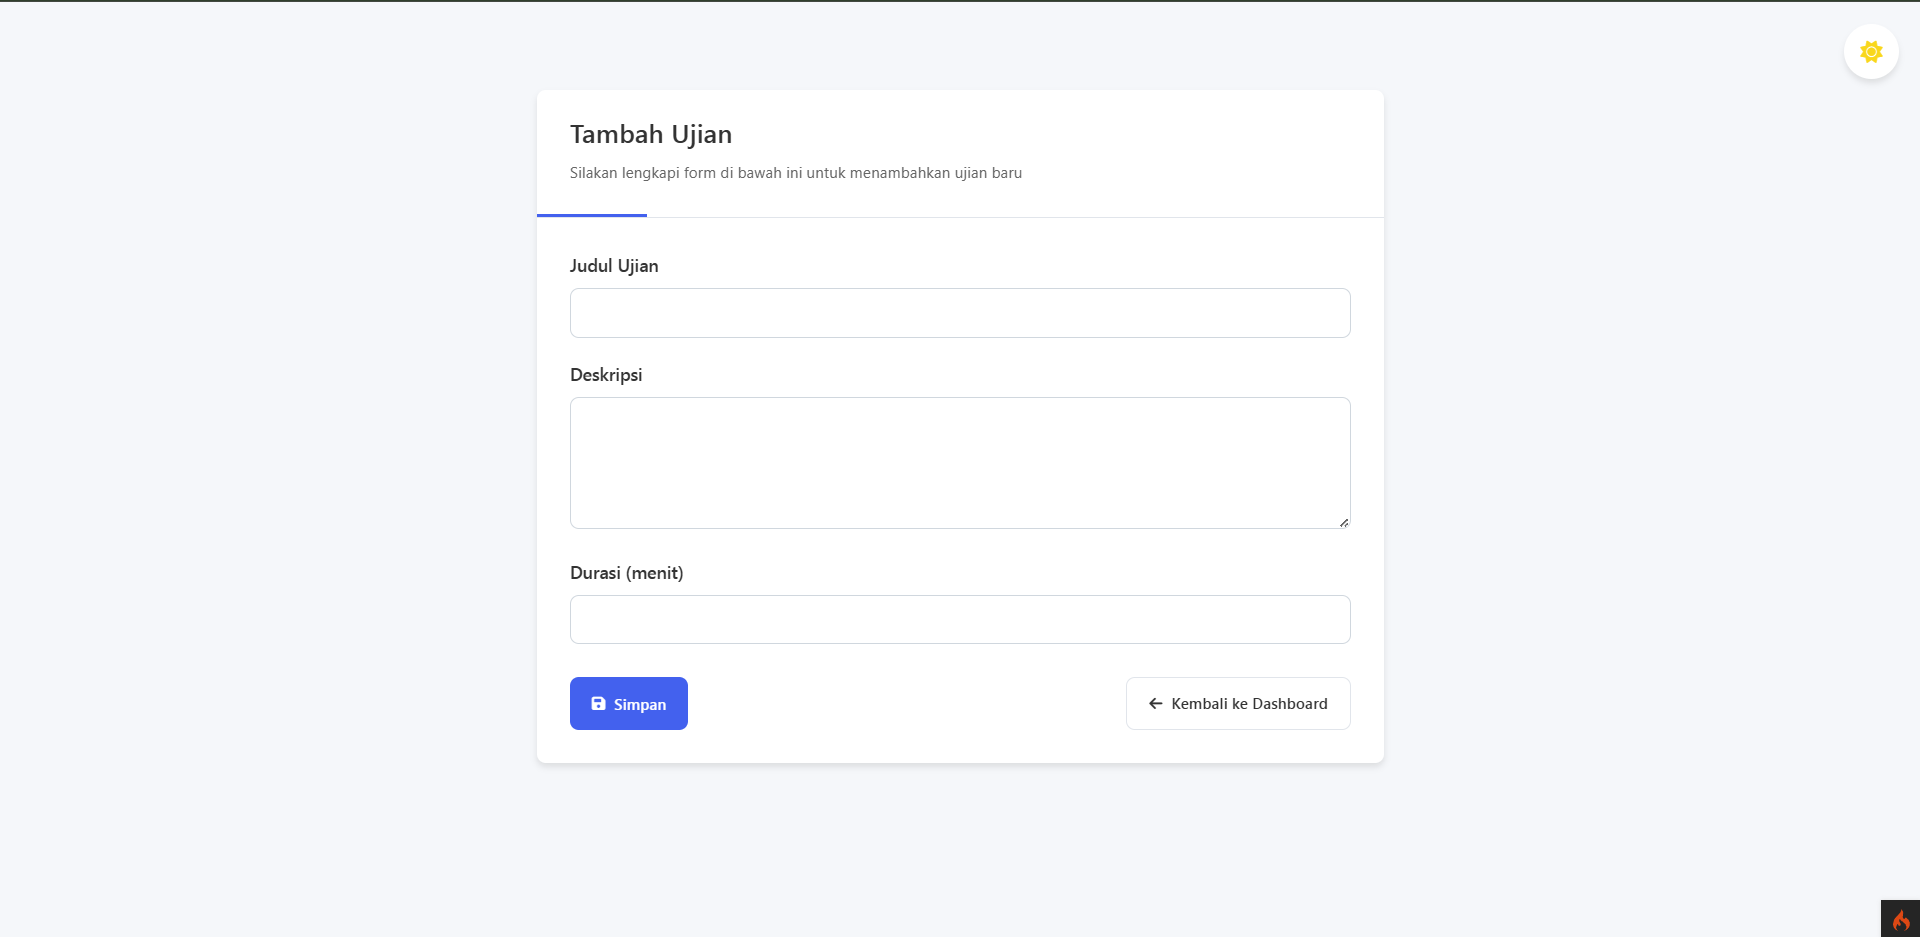 Tambah Ujian
Silakan lengkapi form di bawah ini untuk menambahkan ujian baru
Judul Ujian
Deskripsi
Durasi (menit)
Simpan
Kembali ke Dashboard